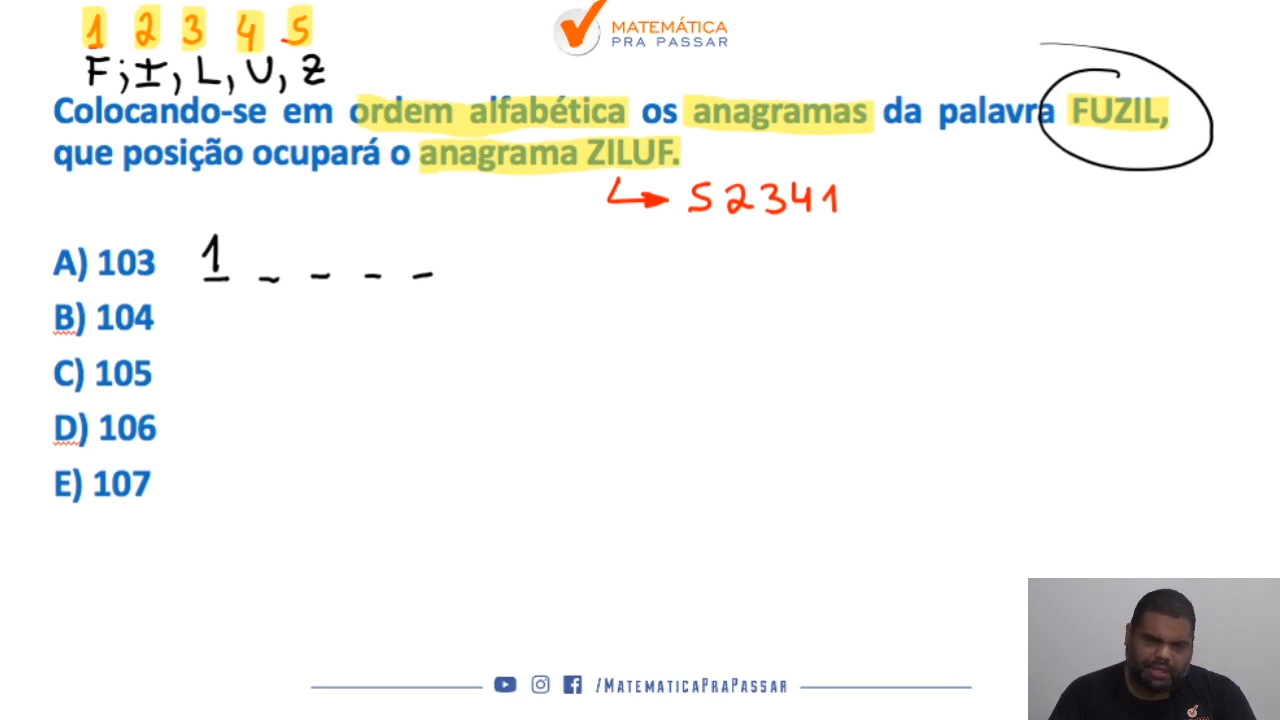 1 2 3 4 5
MATEMÁTICA
PRA PASSAR
F, I, L, U, Z
Colocando-se em ordem alfabética os anagramas da palavra FUZIL,
que posição ocupará o anagrama ZILUF.
52341
A) 103
1 _ _ _ _
B) 104
C) 105
D) 106
E) 107
/MATEMATICAPRAPASSAR